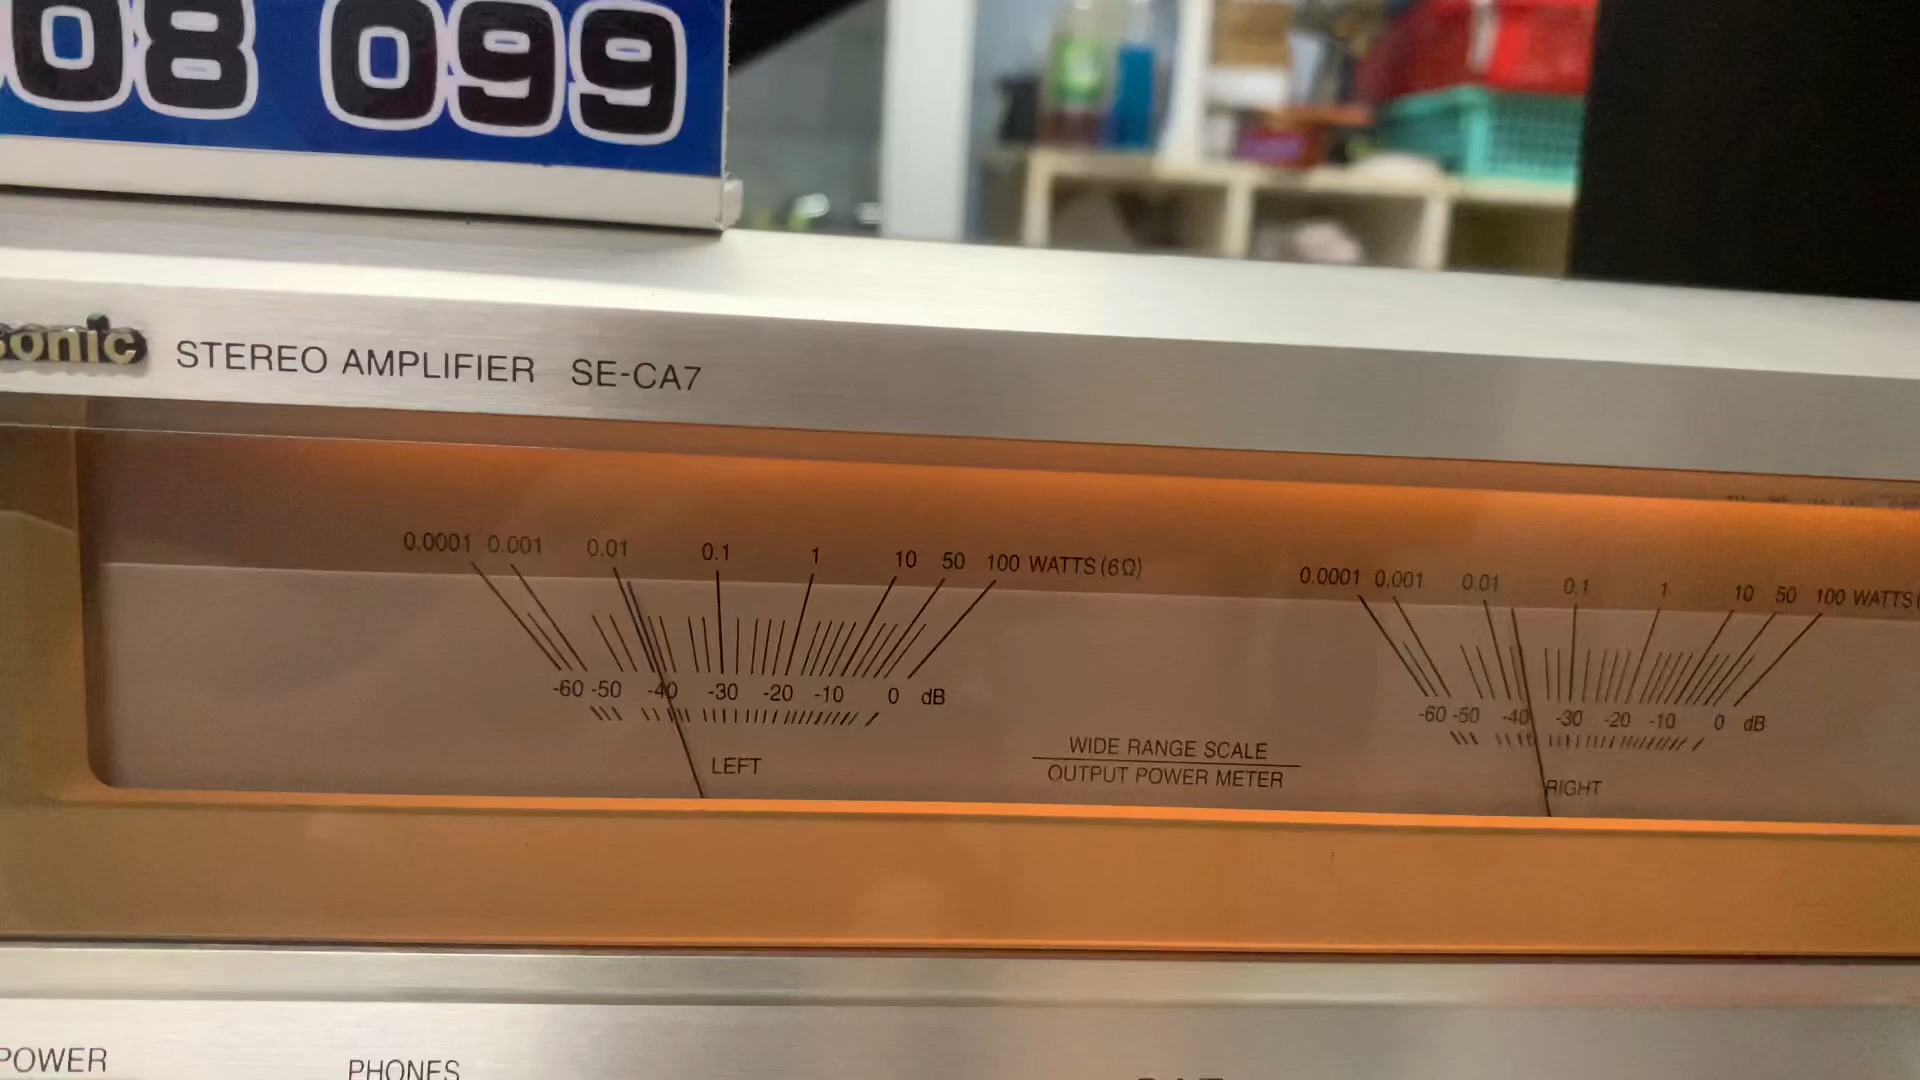 08 099
sonic STEREO AMPLIFIER SE-CA7
0.0001 0.001 0.01 0.1 1 10 50 100 WATTS (6Ω)
-60 -50 -40 -30 -20 -10 0 dB
LEFT
WIDE RANGE SCALE
OUTPUT POWER METER
0.0001 0.001 0.01 0.1 1 10 50 100 WATTS (
-60 -50 -40 -30 -20 -10 0 dB
RIGHT
POWER
PHONES